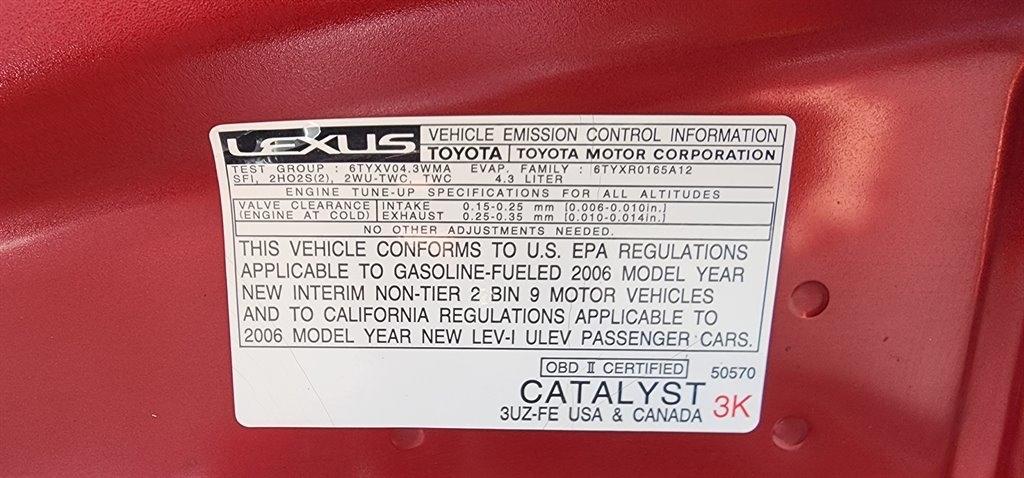 LEXUS VEHICLE EMISSION CONTROL INFORMATION
TOYOTA TOYOTA MOTOR CORPORATION
TEST GROUP : 6TYXV04.3WMA EVAP. FAMILY : 6TYXR0165A12
SFI, 2HO2S(2), 2WU-TWC, TWC 4.3 LITER
ENGINE TUNE-UP SPECIFICATIONS FOR ALL ALTITUDES
VALVE CLEARANCE INTAKE 0.15-0.25 mm [0.006-0.010in.]
(ENGINE AT COLD) EXHAUST 0.25-0.35 mm [0.010-0.014in.]
NO OTHER ADJUSTMENTS NEEDED.
THIS VEHICLE CONFORMS TO U.S. EPA REGULATIONS
APPLICABLE TO GASOLINE-FUELED 2006 MODEL YEAR
NEW INTERIM NON-TIER 2 BIN 9 MOTOR VEHICLES
AND TO CALIFORNIA REGULATIONS APPLICABLE TO
2006 MODEL YEAR NEW LEV-I ULEV PASSENGER CARS.
OBD II CERTIFIED 50570
CATALYST 3K
3UZ-FE USA & CANADA